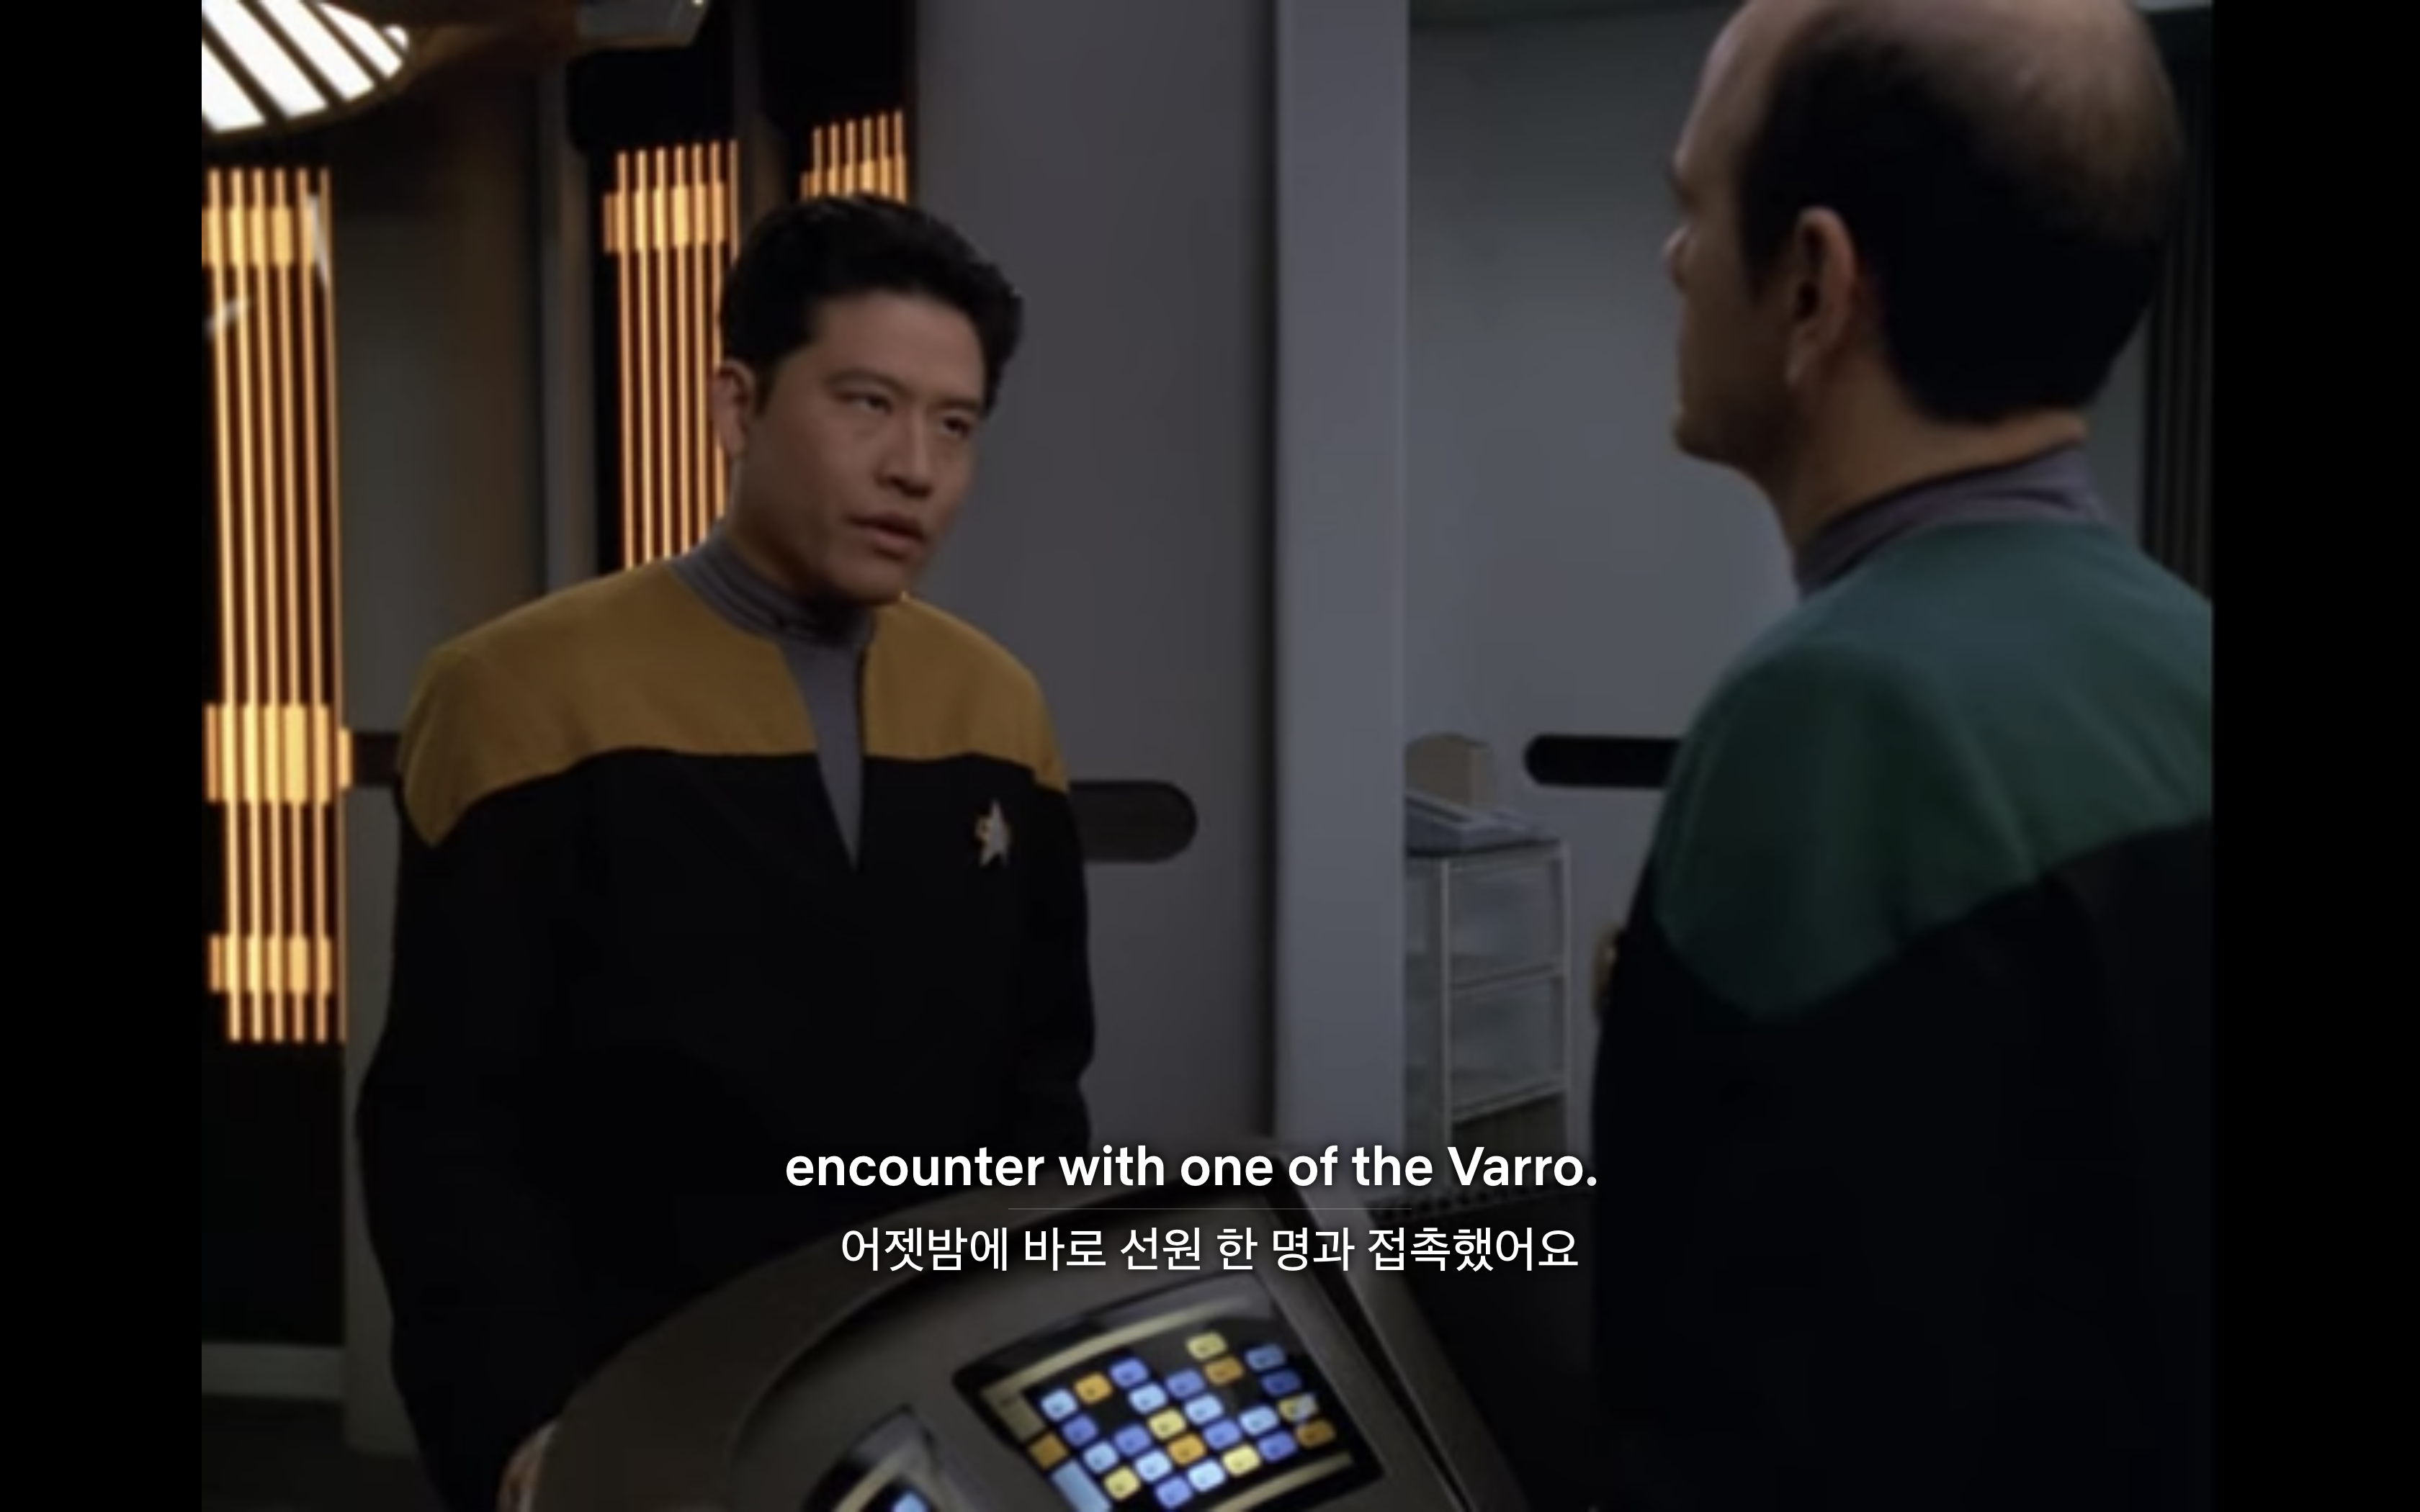 encounter with one of the Varro.
어젯밤에 바로 선원 한 명과 접촉했어요